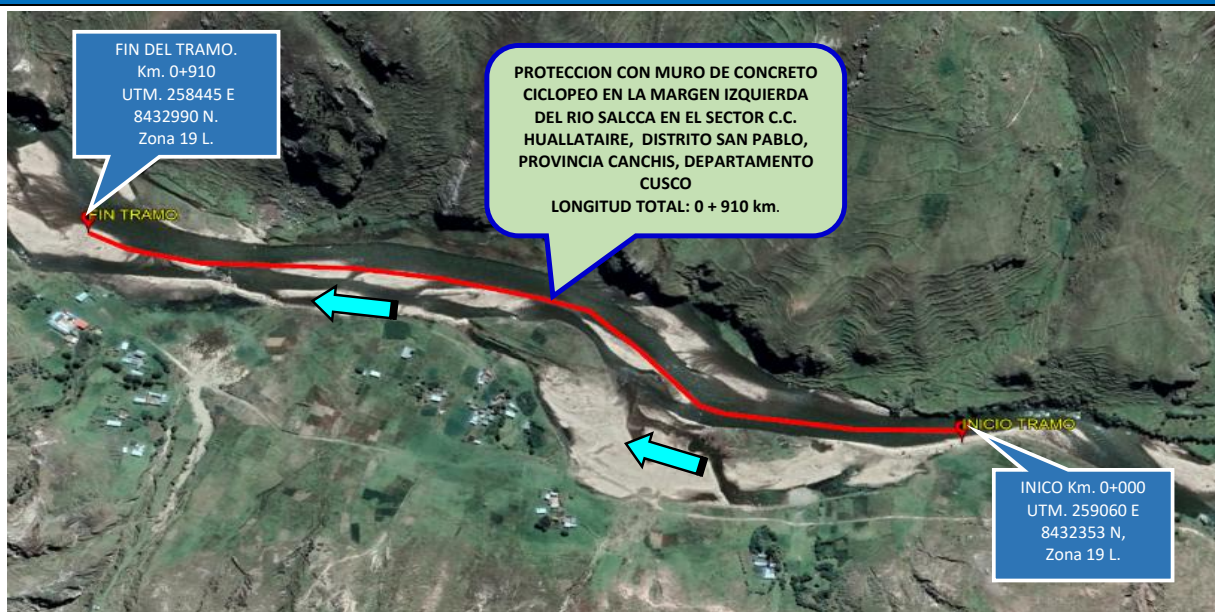 FIN DEL TRAMO.
Km. 0+910
UTM. 258445 E
8432990 N.
Zona 19 L.
PROTECCION CON MURO DE CONCRETO
CICLOPEO EN LA MARGEN IZQUIERDA
DEL RIO SALCCA EN EL SECTOR C.C.
HUALLATAIRE, DISTRITO SAN PABLO,
PROVINCIA CANCHIS, DEPARTAMENTO
CUSCO
LONGITUD TOTAL: 0 + 910 km.
FIN TRAMO
INICIO TRAMO
INICO Km. 0+000
UTM. 259060 E
8432353 N,
Zona 19 L.